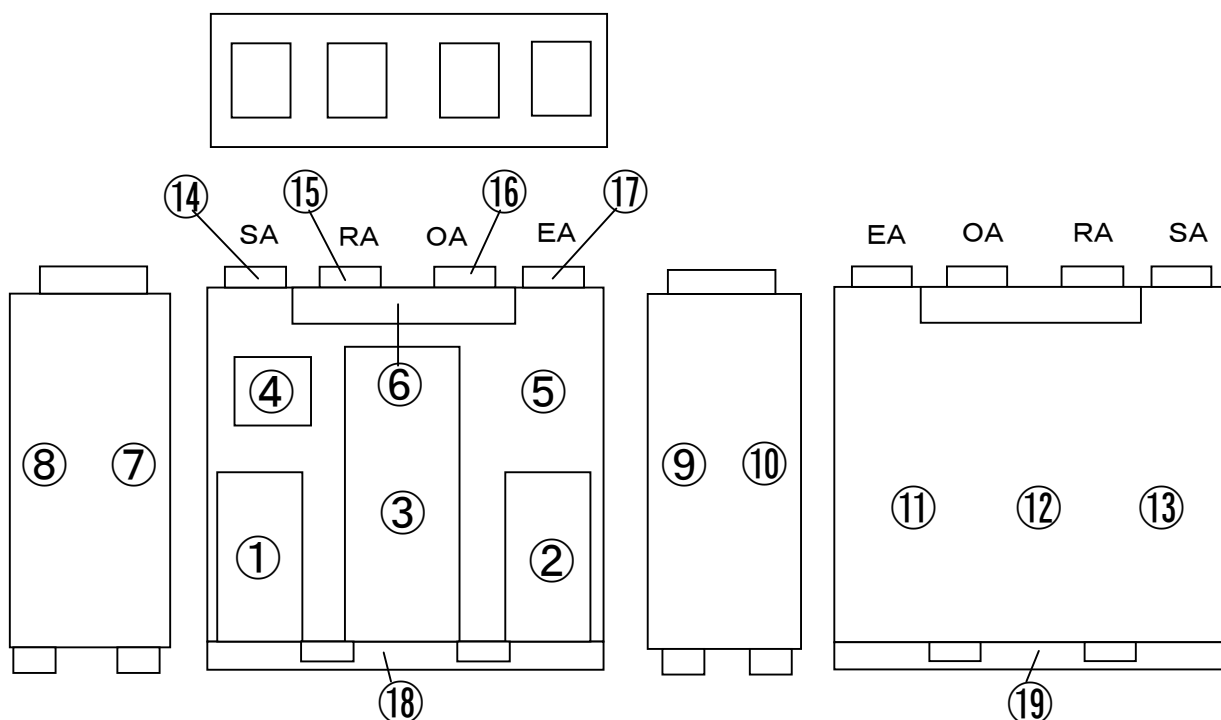 ⑭ ⑮ ⑯ ⑰
SA RA OA EA
EA OA RA SA
④ ⑥ ⑤
⑧ ⑦ ⑨ ⑩
③ ⑪ ⑫ ⑬
① ②
⑱ ⑲